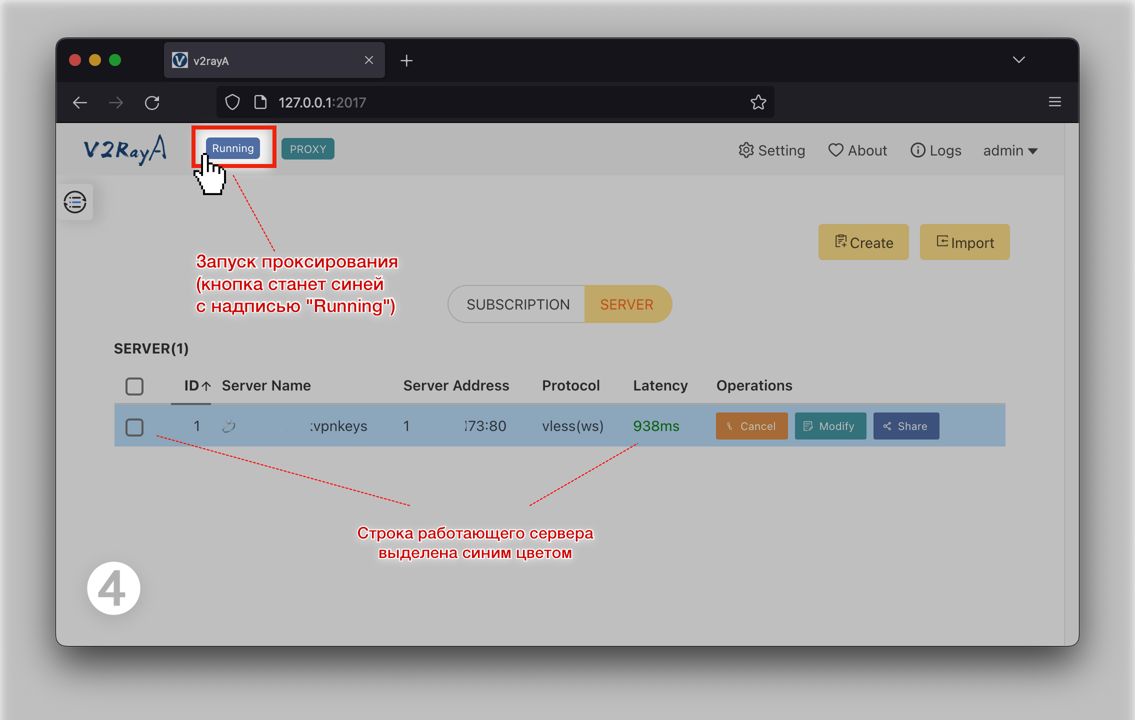 v2rayA
127.0.0.1:2017
V2RayA
Running
PROXY
Setting
About
Logs
admin
Create
Import
Запуск проксирования
(кнопка станет синей
с надписью "Running")
SUBSCRIPTION
SERVER
SERVER(1)
ID Server Name Server Address Protocol Latency Operations
1 :vpnkeys 1 173:80 vless(ws) 938ms Cancel Modify Share
Строка работающего сервера
выделена синим цветом
4